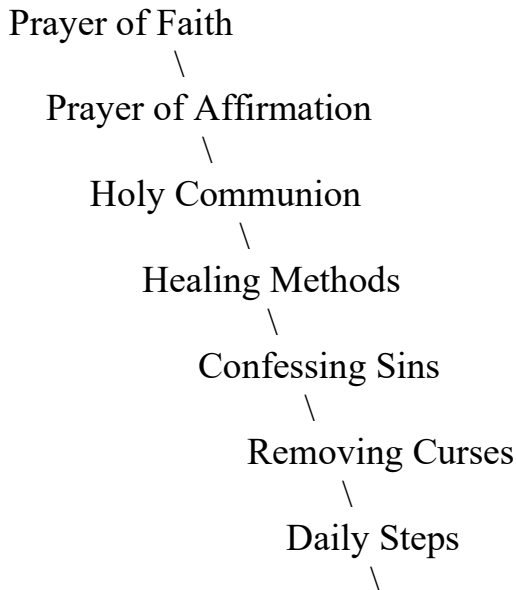 Prayer of Faith
\
Prayer of Affirmation
\
Holy Communion
\
Healing Methods
\
Confessing Sins
\
Removing Curses
\
Daily Steps
\